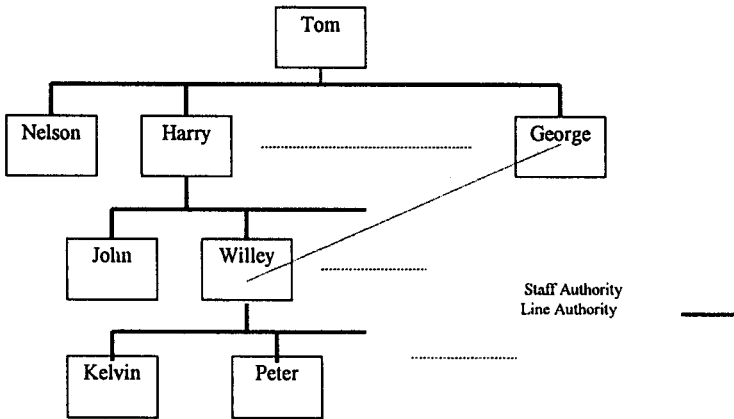 Tom
Nelson
Harry
George
John
Willey
Staff Authority
Line Authority
Kelvin
Peter